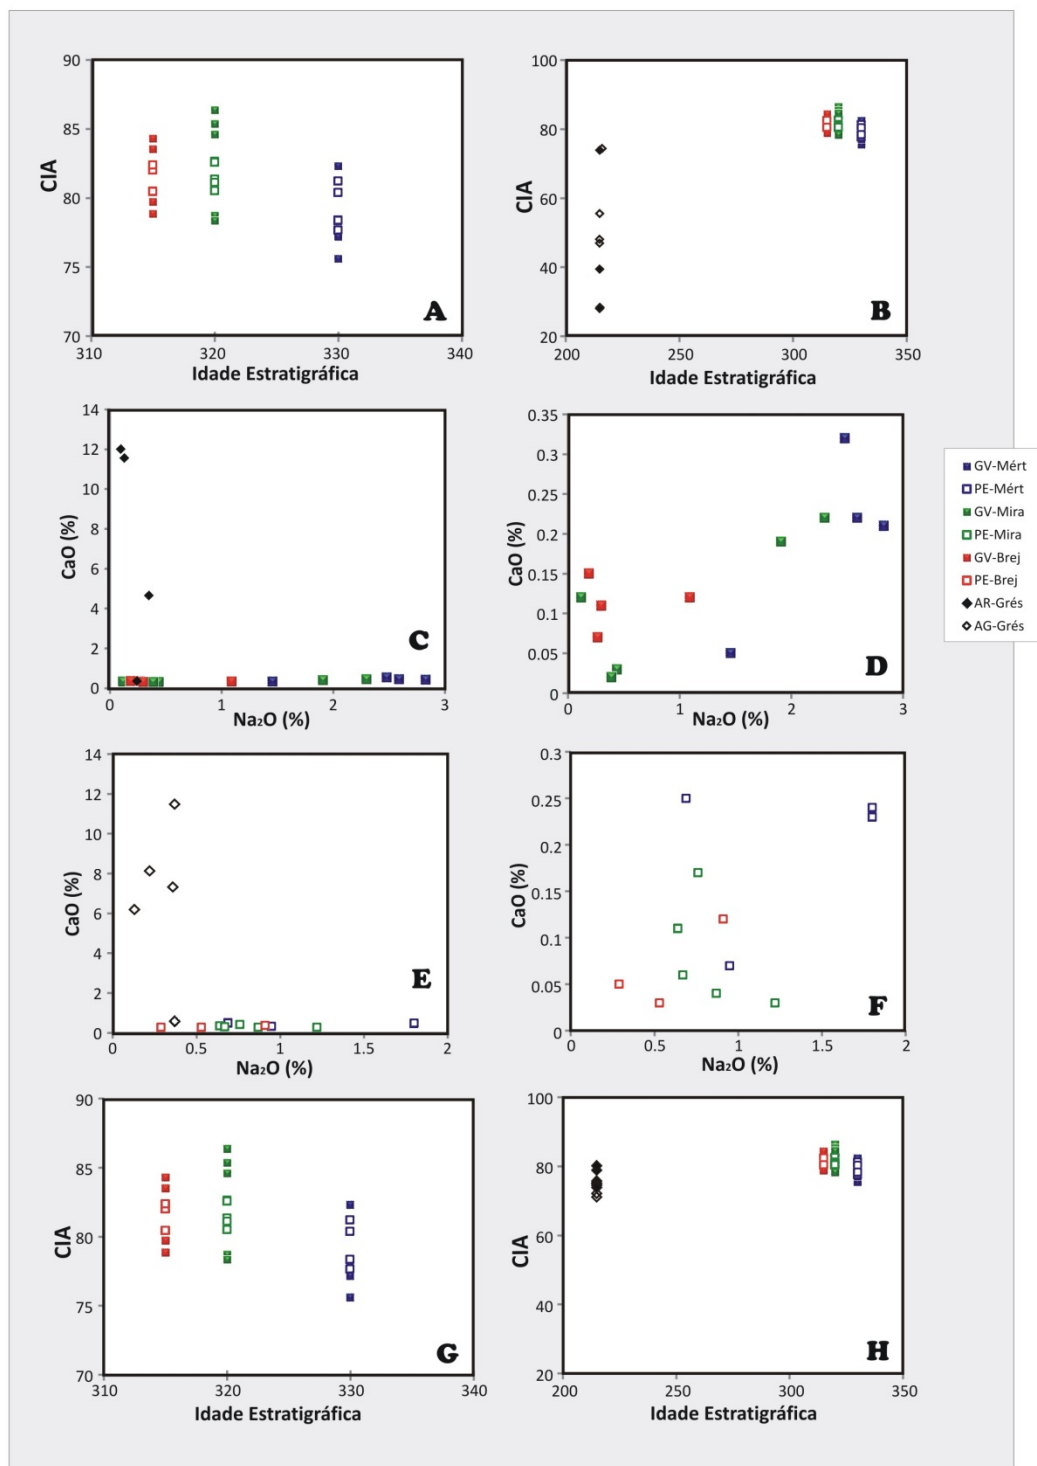 90
85
80
75
70
CIA
310
320
330
340
Idade Estratigráfica
A
100
80
60
40
20
CIA
200
250
300
350
Idade Estratigráfica
B
14
12
10
8
6
4
2
0
CaO (%)
0
1
2
3
Na₂O (%)
C
0.35
0.3
0.25
0.2
0.15
0.1
0.05
0
CaO (%)
0
1
2
3
Na₂O (%)
D
GV-Mért
PE-Mért
GV-Mira
PE-Mira
GV-Brej
PE-Brej
AR-Grés
AG-Grés
14
12
10
8
6
4
2
0
CaO (%)
0
0.5
1
1.5
2
Na₂O (%)
E
0.3
0.25
0.2
0.15
0.1
0.05
0
CaO (%)
0
0.5
1
1.5
2
Na₂O (%)
F
90
85
80
75
70
CIA
310
320
330
340
Idade Estratigráfica
G
100
80
60
40
20
CIA
200
250
300
350
Idade Estratigráfica
H